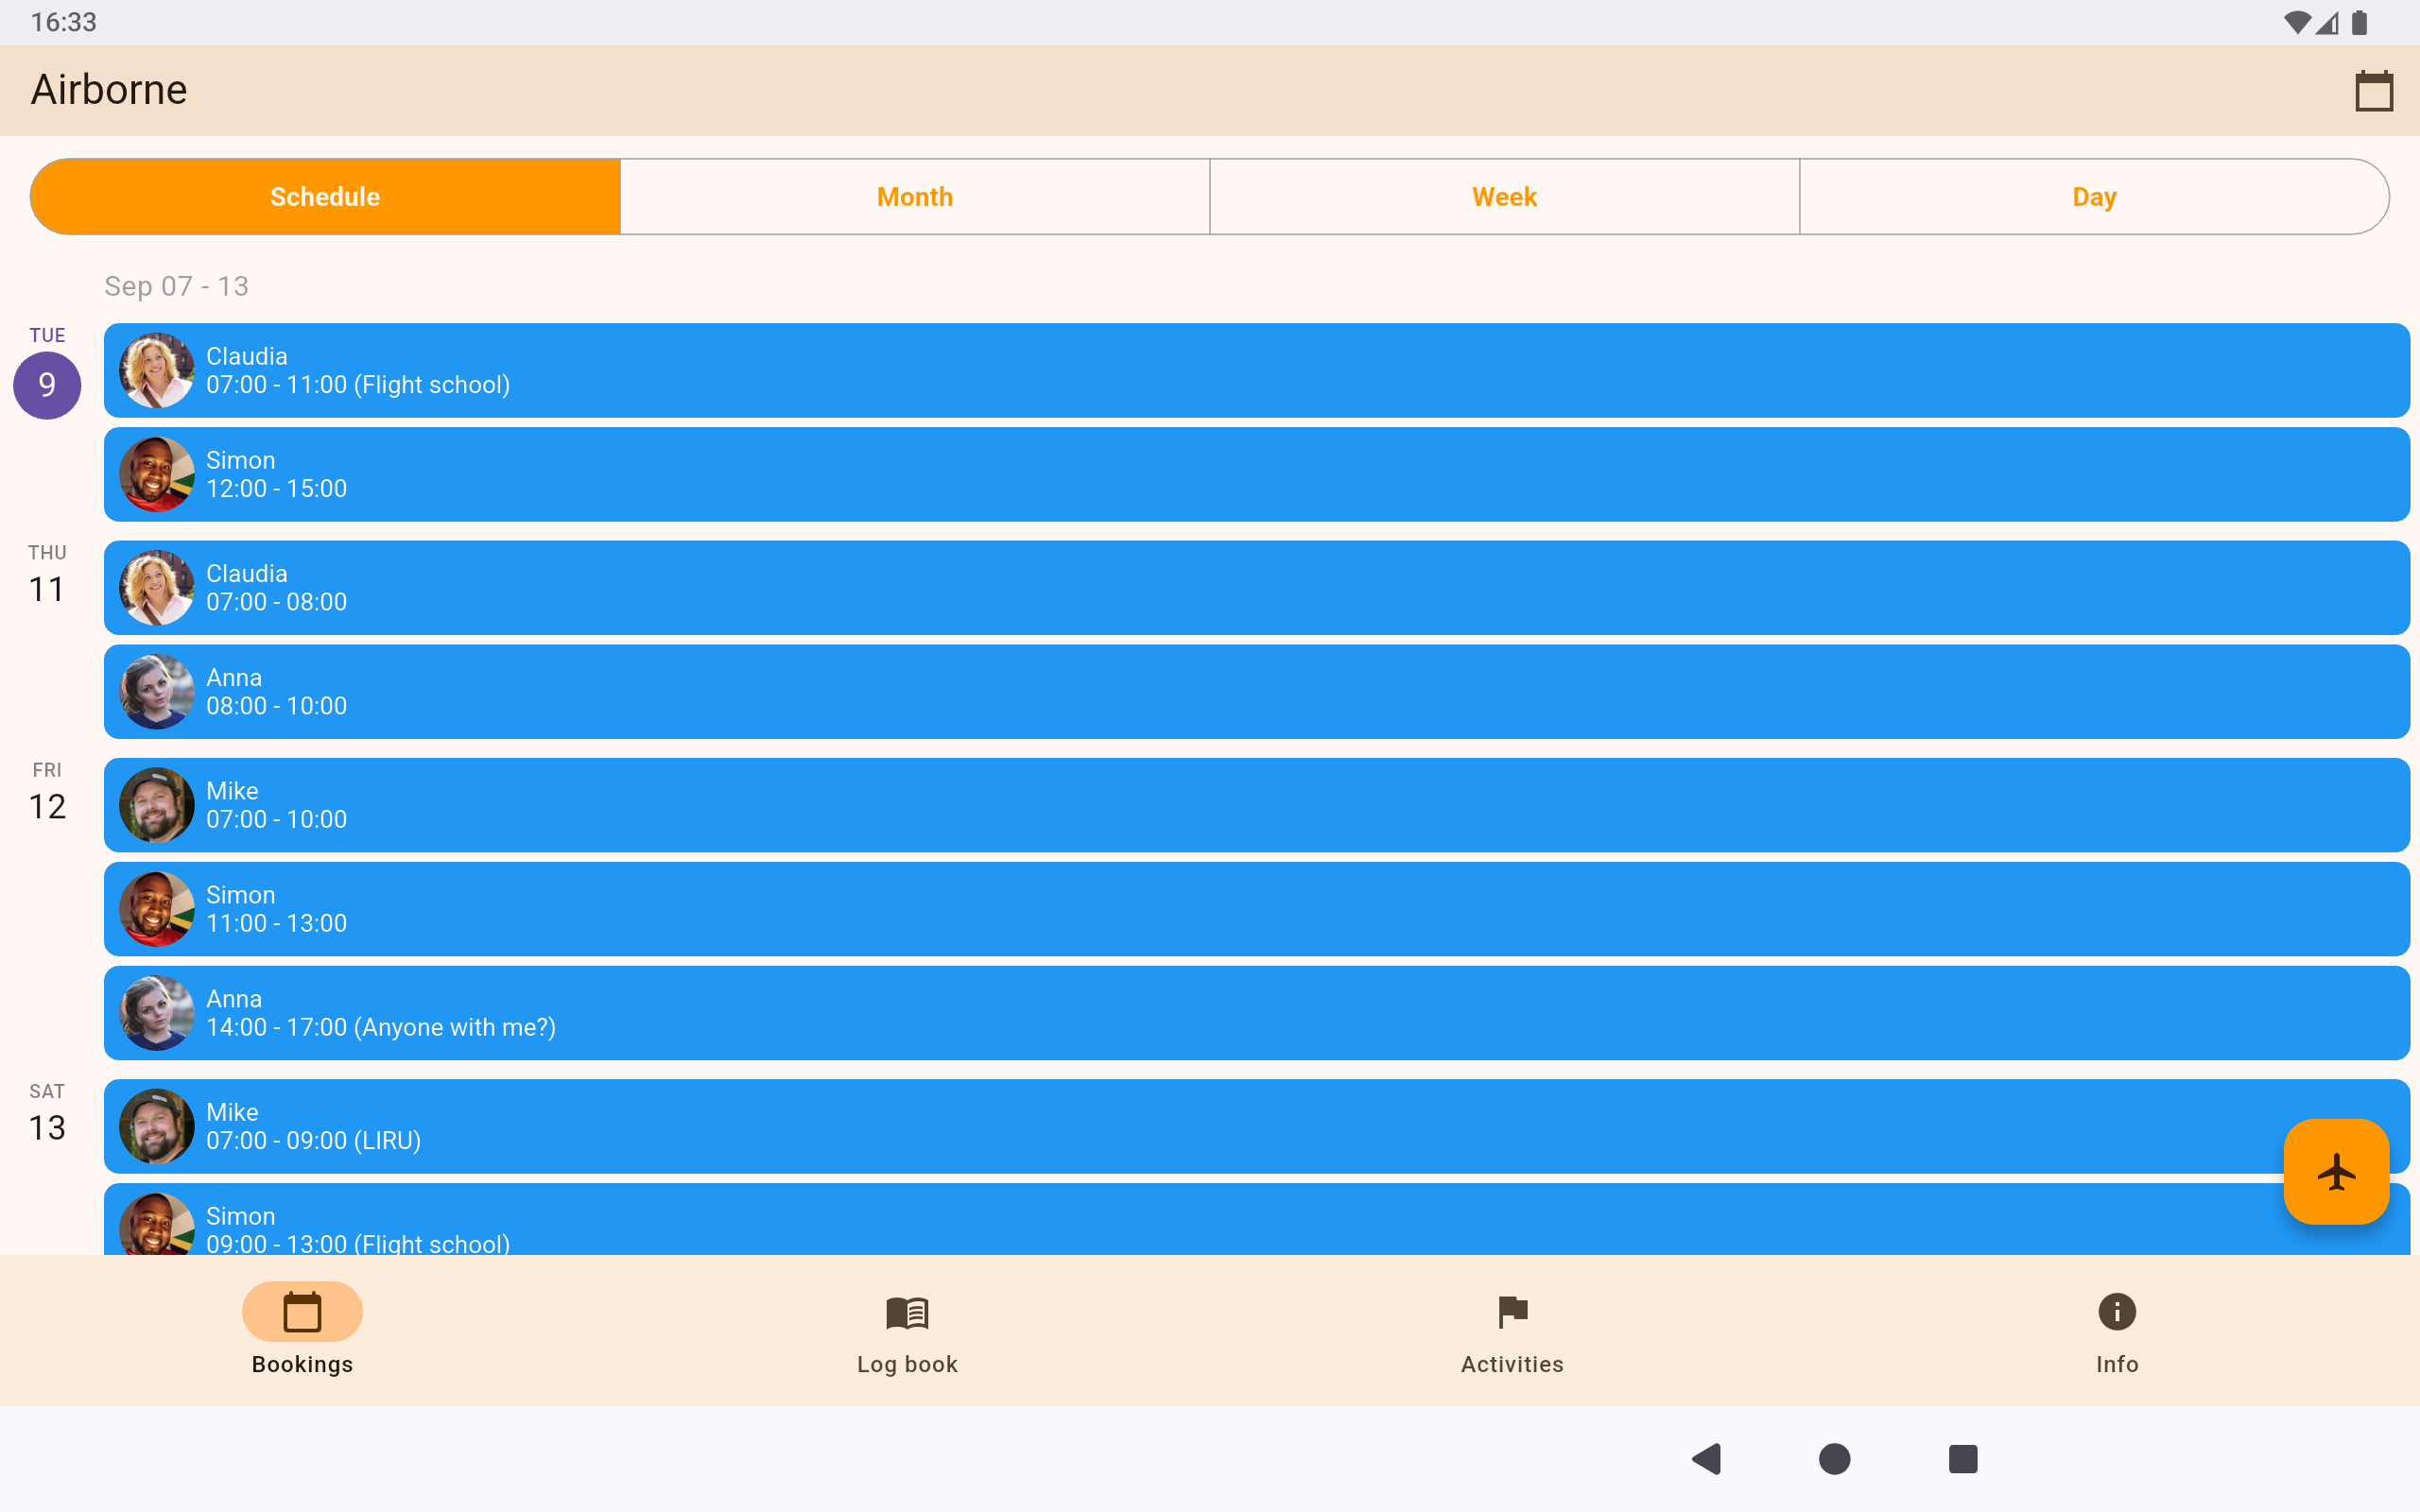 16:33
Airborne
Schedule
Month
Week
Day
Sep 07 - 13
TUE
9
Claudia
07:00 - 11:00 (Flight school)
Simon
12:00 - 15:00
THU
11
Claudia
07:00 - 08:00
Anna
08:00 - 10:00
FRI
12
Mike
07:00 - 10:00
Simon
11:00 - 13:00
Anna
14:00 - 17:00 (Anyone with me?)
SAT
13
Mike
07:00 - 09:00 (LIRU)
Simon
09:00 - 13:00 (Flight school)
Bookings
Log book
Activities
Info